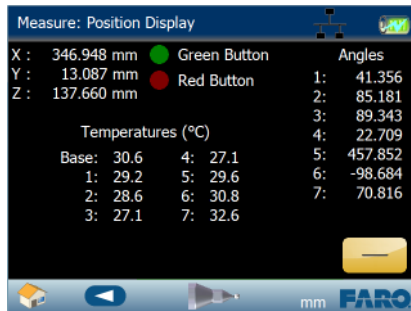 Measure: Position Display
X : 346.948 mm Green Button
Y : 13.087 mm Red Button
Z : 137.660 mm
Angles
1: 41.356
2: 85.181
3: 89.343
4: 22.709
5: 457.852
6: -98.684
7: 70.816
Temperatures (°C)
Base: 30.6 4: 27.1
1: 29.2 5: 29.6
2: 28.6 6: 30.8
3: 27.1 7: 32.6
mm FARO